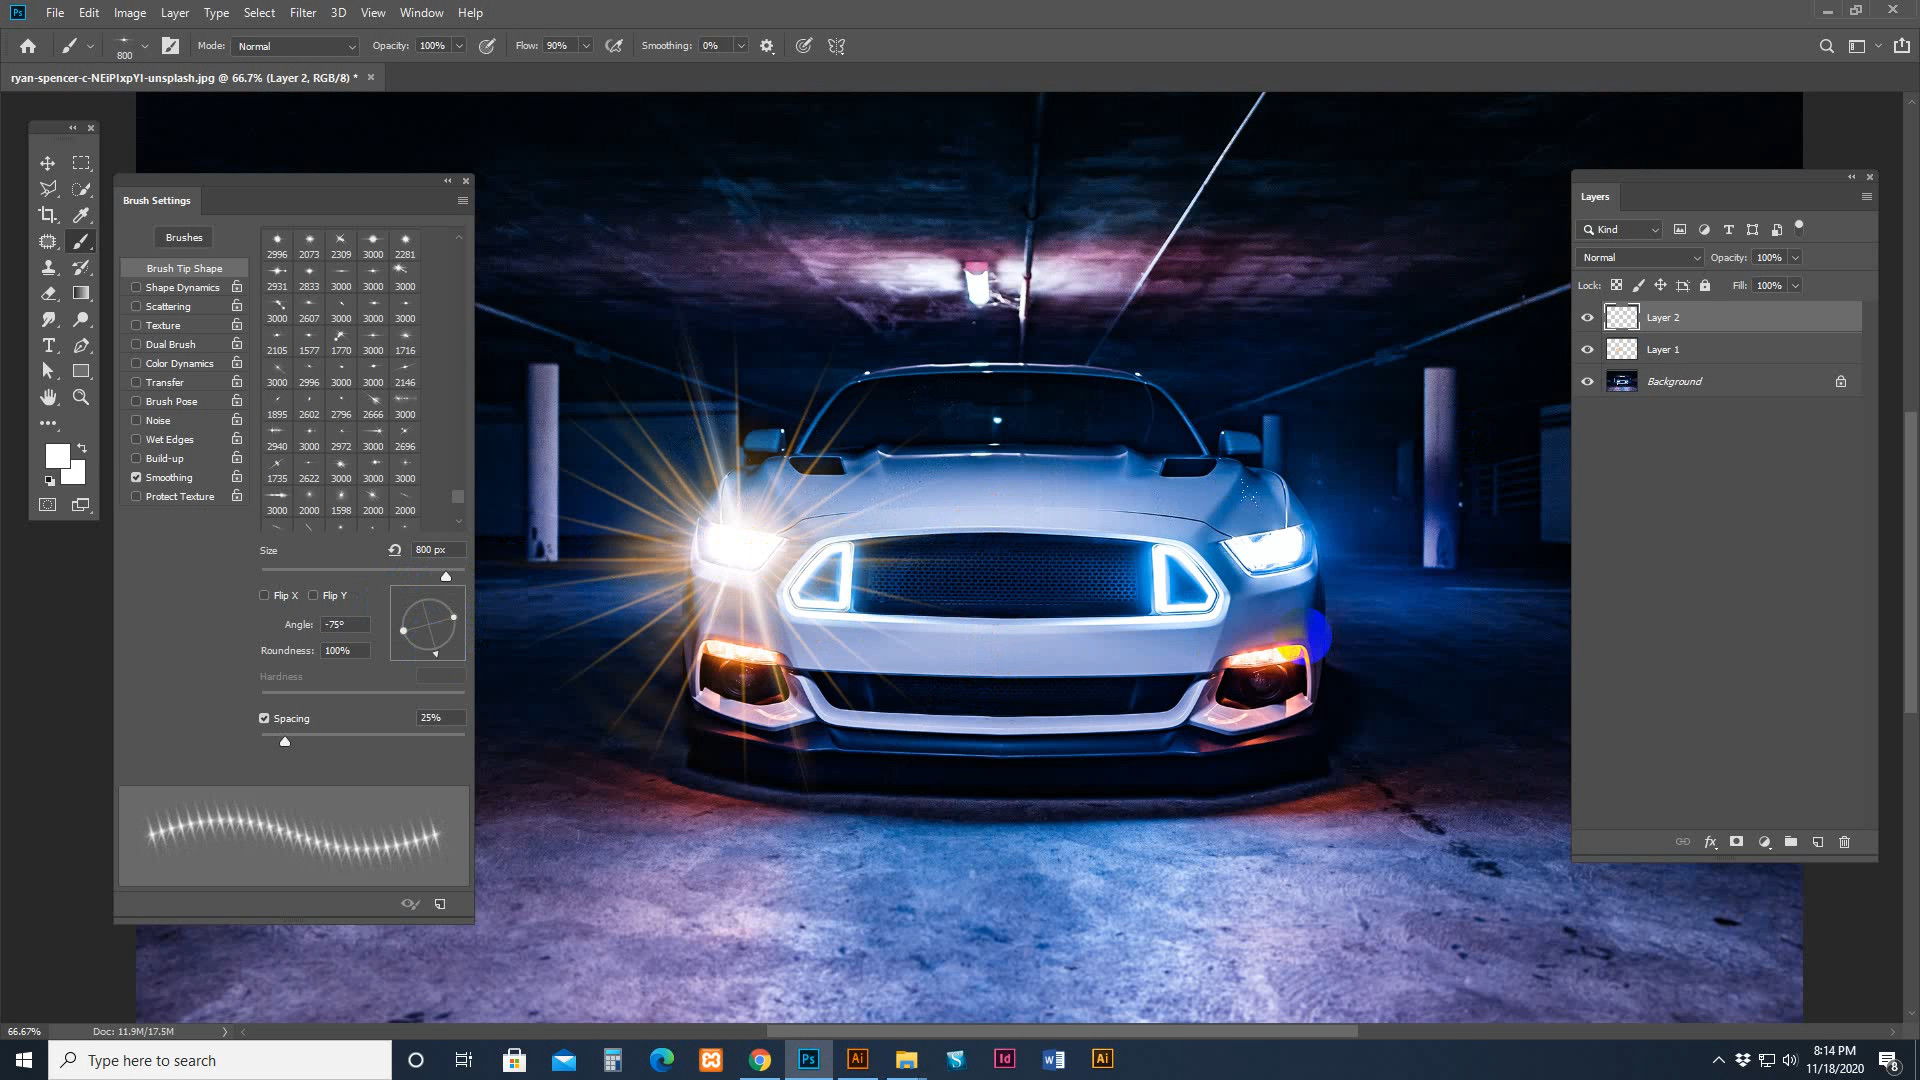 Ps File Edit Image Layer Type Select Filter 3D View Window Help
800 Mode: Normal Opacity: 100% Flow: 90% Smoothing: 0%
ryan-spencer-c-NEiPIxpYI-unsplash.jpg @ 66.7% (Layer 2, RGB/8) *
Brush Settings
Brushes
Brush Tip Shape
Shape Dynamics
Scattering
Texture
Dual Brush
Color Dynamics
Transfer
Brush Pose
Noise
Wet Edges
Build-up
Smoothing
Protect Texture
2996 2073 2309 3000 2281
2931 2833 3000 3000 3000
3000 2607 3000 3000 3000
2105 1577 1770 3000 1716
3000 2996 3000 3000 2146
1895 2602 2796 2666 3000
2940 3000 2972 3000 2696
1735 2622 3000 3000 3000
3000 2000 1598 2000 2000
Size 800 px
Flip X Flip Y
Angle: -75°
Roundness: 100%
Hardness
Spacing 25%
Layers
Kind
Normal Opacity: 100%
Lock: Fill: 100%
Layer 2
Layer 1
Background
66.67% Doc: 11.9M/17.5M
Type here to search
Ps Ai Id W Ai
8:14 PM
11/18/2020
8